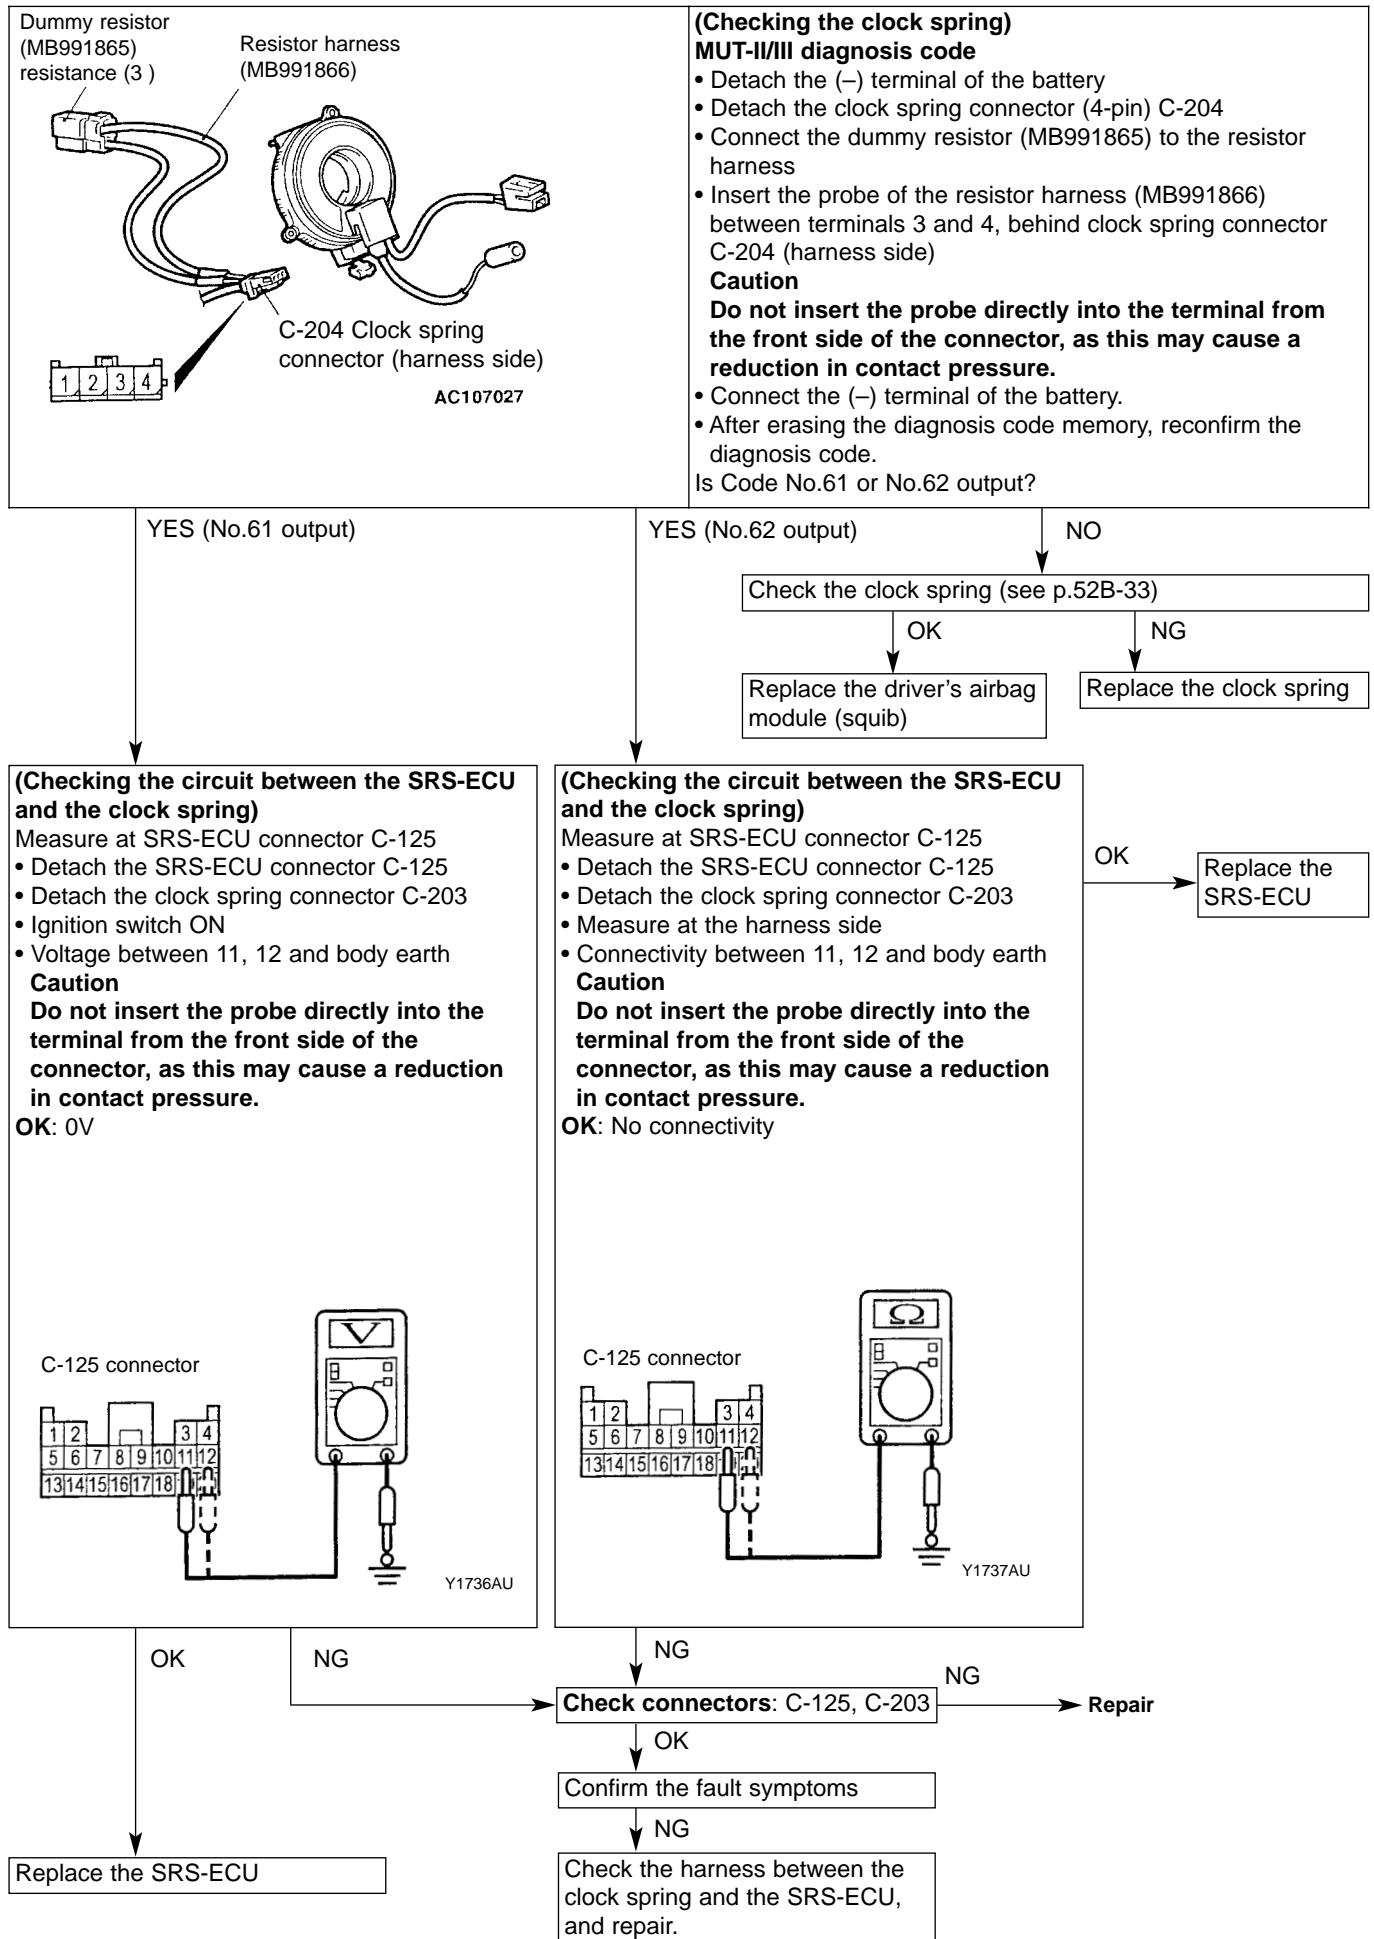 Dummy resistor
(MB991865)
resistance (3 )
Resistor harness
(MB991866)
C-204 Clock spring
connector (harness side)
1 2 3 4
AC107027
(Checking the clock spring)
MUT-II/III diagnosis code
• Detach the (–) terminal of the battery
• Detach the clock spring connector (4-pin) C-204
• Connect the dummy resistor (MB991865) to the resistor
harness
• Insert the probe of the resistor harness (MB991866)
between terminals 3 and 4, behind clock spring connector
C-204 (harness side)
Caution
Do not insert the probe directly into the terminal from
the front side of the connector, as this may cause a
reduction in contact pressure.
• Connect the (–) terminal of the battery.
• After erasing the diagnosis code memory, reconfirm the
diagnosis code.
Is Code No.61 or No.62 output?
YES (No.61 output)
YES (No.62 output)
NO
Check the clock spring (see p.52B-33)
OK
NG
Replace the driver's airbag
module (squib)
Replace the clock spring
(Checking the circuit between the SRS-ECU
and the clock spring)
Measure at SRS-ECU connector C-125
• Detach the SRS-ECU connector C-125
• Detach the clock spring connector C-203
• Ignition switch ON
• Voltage between 11, 12 and body earth
Caution
Do not insert the probe directly into the
terminal from the front side of the
connector, as this may cause a reduction
in contact pressure.
OK: 0V
V
C-125 connector
1 2 3 4
5 6 7 8 9 10 11 12
13 14 15 16 17 18
Y1736AU
(Checking the circuit between the SRS-ECU
and the clock spring)
Measure at SRS-ECU connector C-125
• Detach the SRS-ECU connector C-125
• Detach the clock spring connector C-203
• Measure at the harness side
• Connectivity between 11, 12 and body earth
Caution
Do not insert the probe directly into the
terminal from the front side of the
connector, as this may cause a reduction
in contact pressure.
OK: No connectivity
Ω
C-125 connector
1 2 3 4
5 6 7 8 9 10 11 12
13 14 15 16 17 18
Y1737AU
OK
Replace the
SRS-ECU
OK
NG
NG
Check connectors: C-125, C-203
NG
Repair
OK
Confirm the fault symptoms
NG
Replace the SRS-ECU
Check the harness between the
clock spring and the SRS-ECU,
and repair.